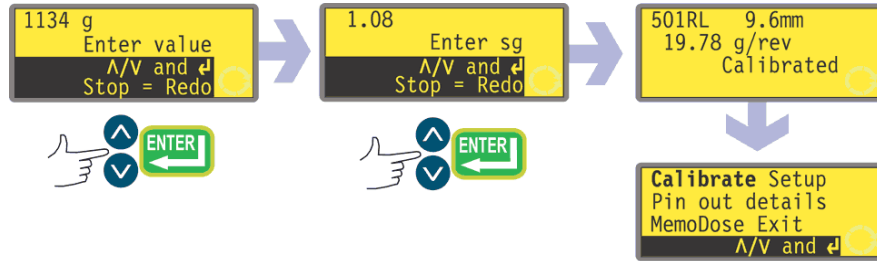 1134 g
Enter value
Λ/V and ↲
Stop = Redo
1.08
Enter sg
Λ/V and ↲
Stop = Redo
501RL 9.6mm
19.78 g/rev
Calibrated
ENTER
ENTER
Calibrate Setup
Pin out details
MemoDose Exit
Λ/V and ↲